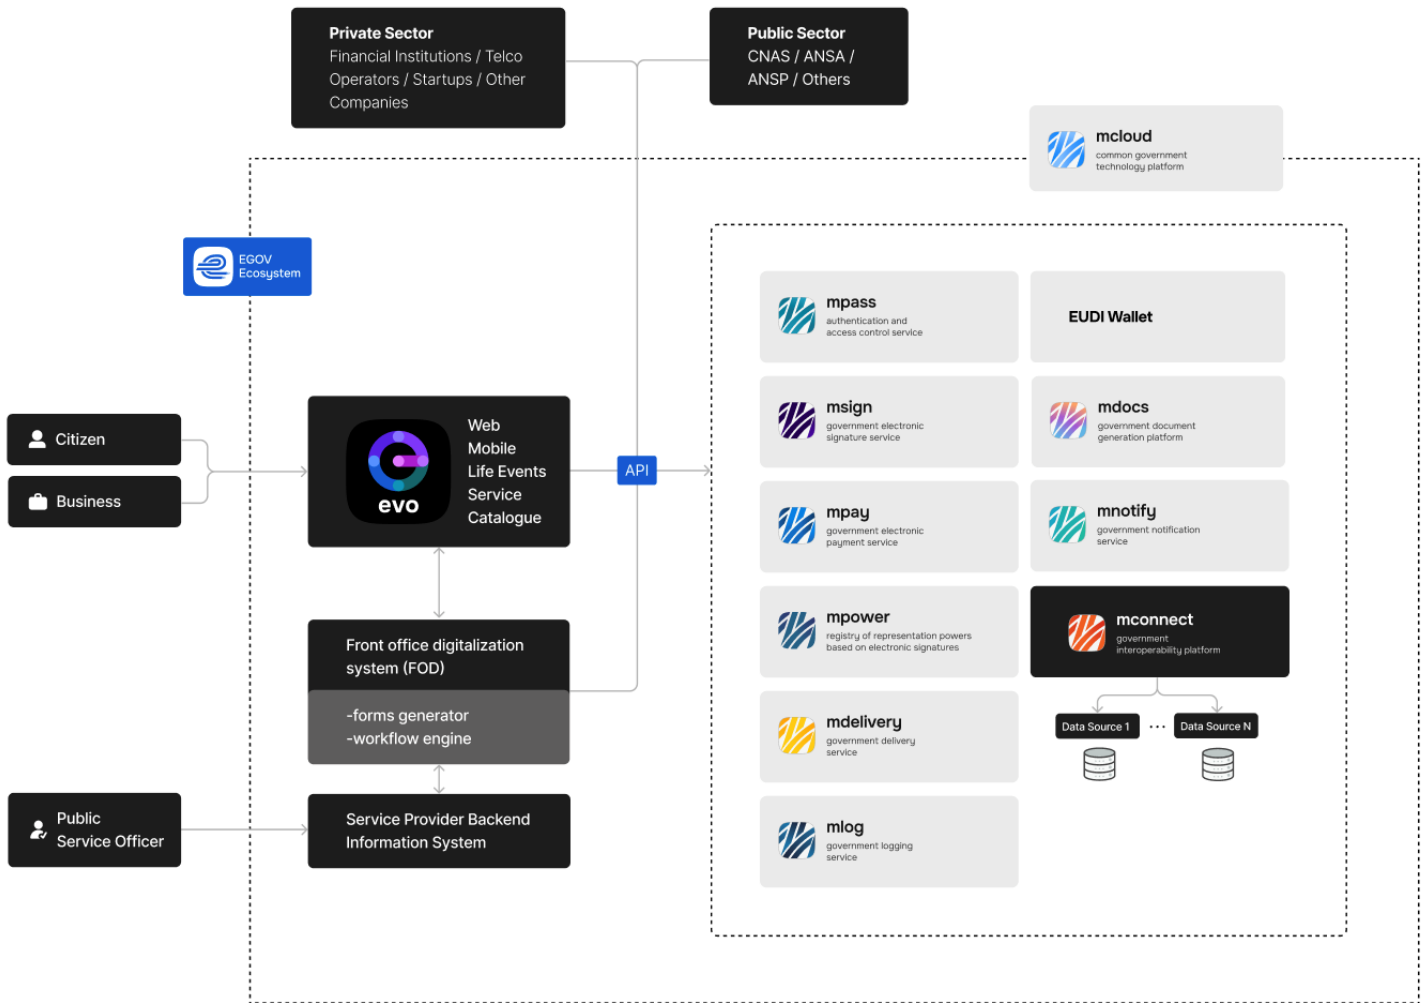 Private Sector
Financial Institutions / Telco
Operators / Startups / Other
Companies
Public Sector
CNAS / ANSA /
ANSP / Others
mcloud
common government
technology platform
EGOV
Ecosystem
mpass
authentication and
access control service
EUDI Wallet
Citizen
Business
evo
Web
Mobile
Life Events
Service
Catalogue
API
msign
government electronic
signature service
mdocs
government document
generation platform
mpay
government electronic
payment service
mnotify
government notification
service
mpower
registry of representation powers
based on electronic signatures
mconnect
government
interoperability platform
Front office digitalization
system (FOD)
-forms generator
-workflow engine
mdelivery
government delivery
service
Data Source 1
...
Data Source N
Public
Service Officer
Service Provider Backend
Information System
mlog
government logging
service